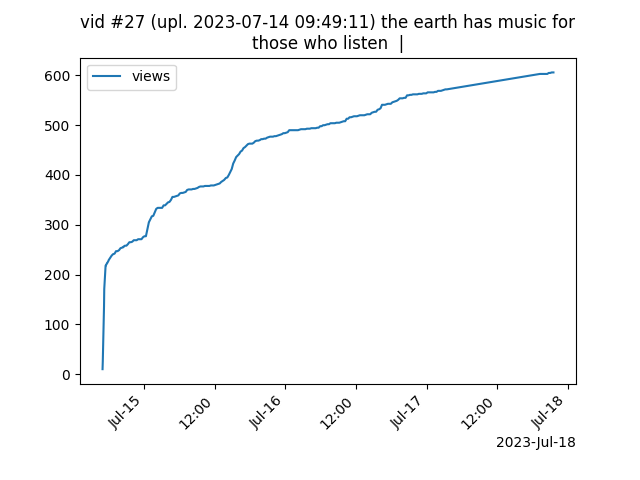 vid #27 (upl. 2023-07-14 09:49:11) the earth has music for
those who listen  |
views
600
500
400
300
200
100
0
Jul-15
12:00
Jul-16
12:00
Jul-17
12:00
Jul-18
2023-Jul-18